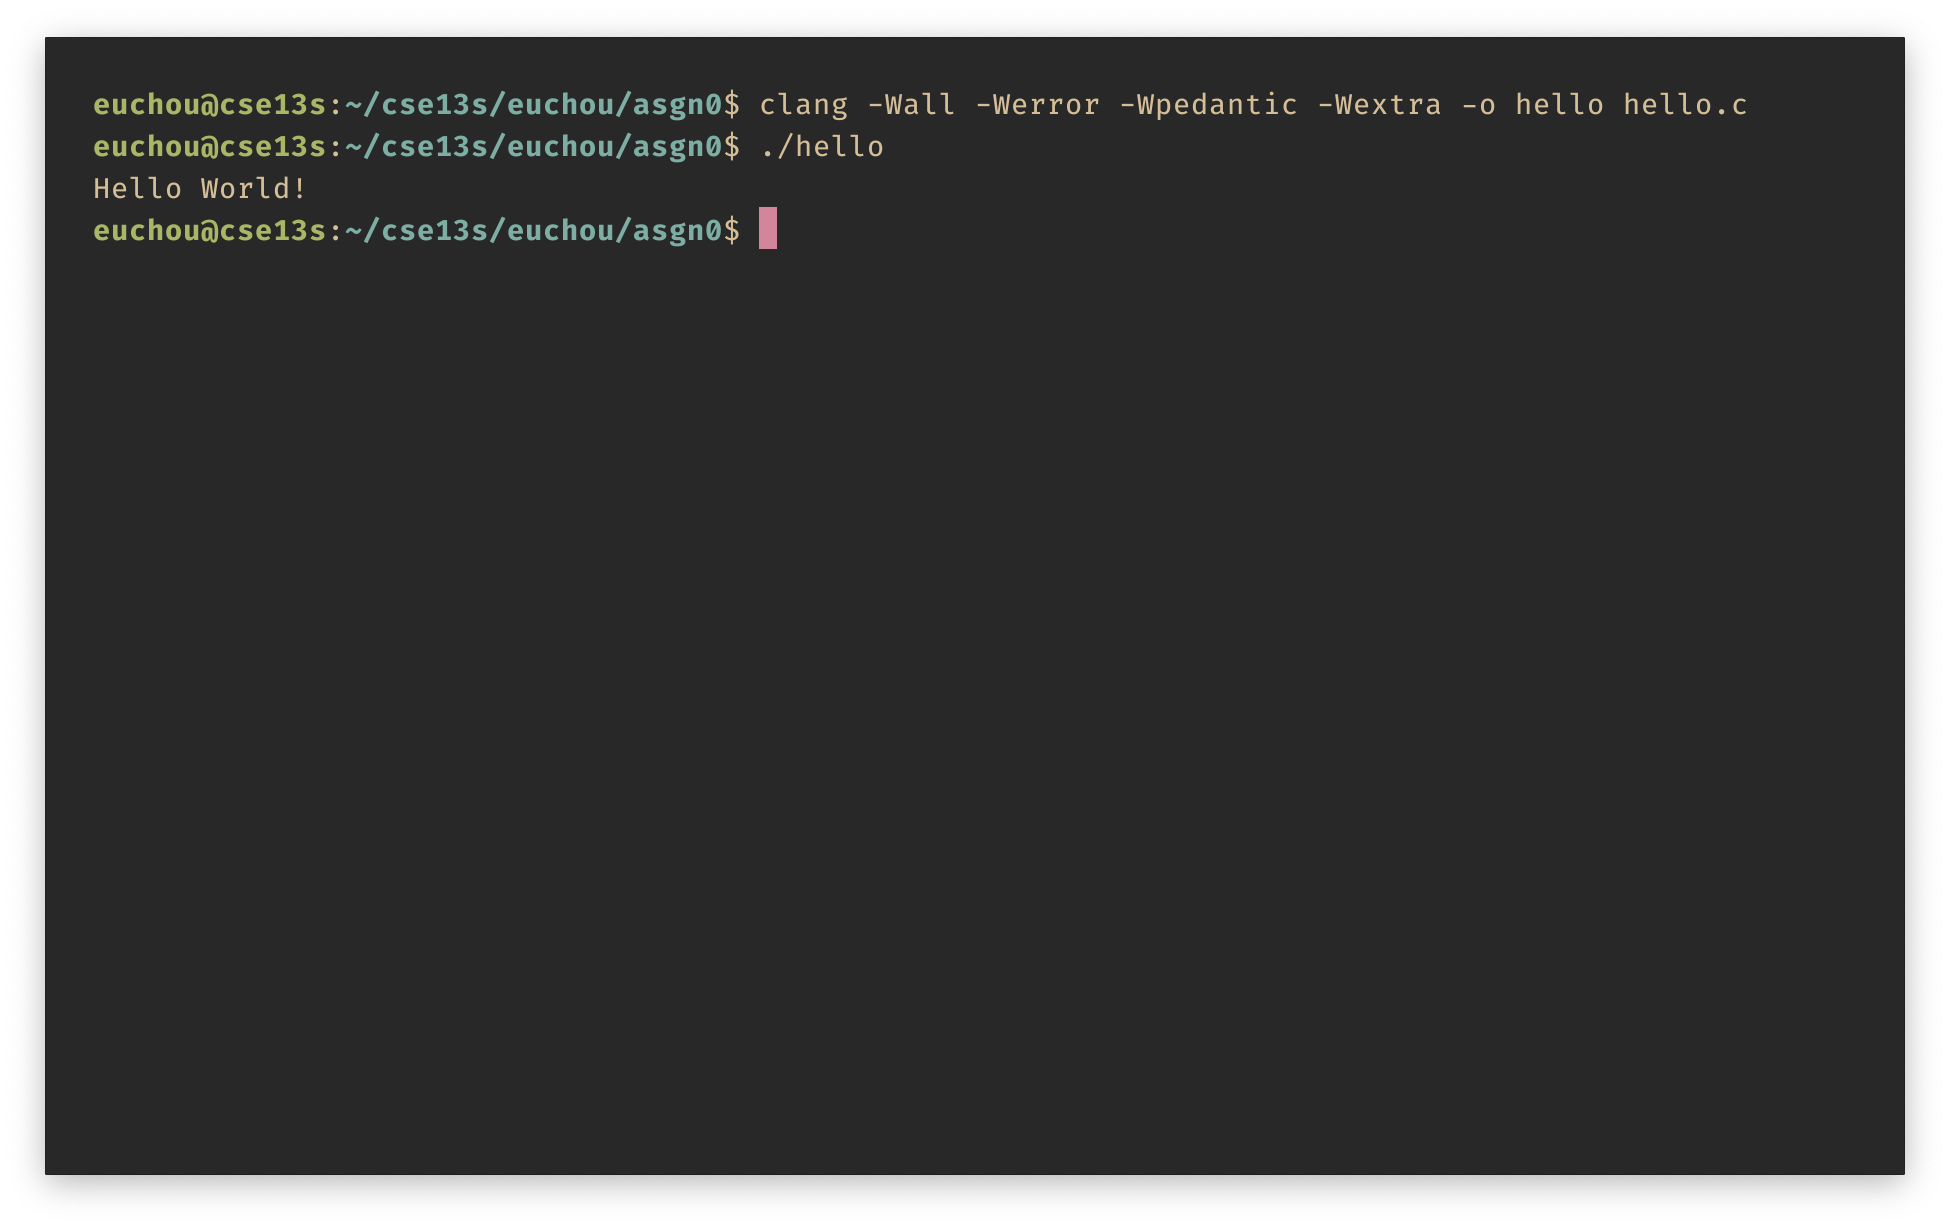 euchou@cse13s:~/cse13s/euchou/asgn0$ clang -Wall -Werror -Wpedantic -Wextra -o hello hello.c
euchou@cse13s:~/cse13s/euchou/asgn0$ ./hello
Hello World!
euchou@cse13s:~/cse13s/euchou/asgn0$